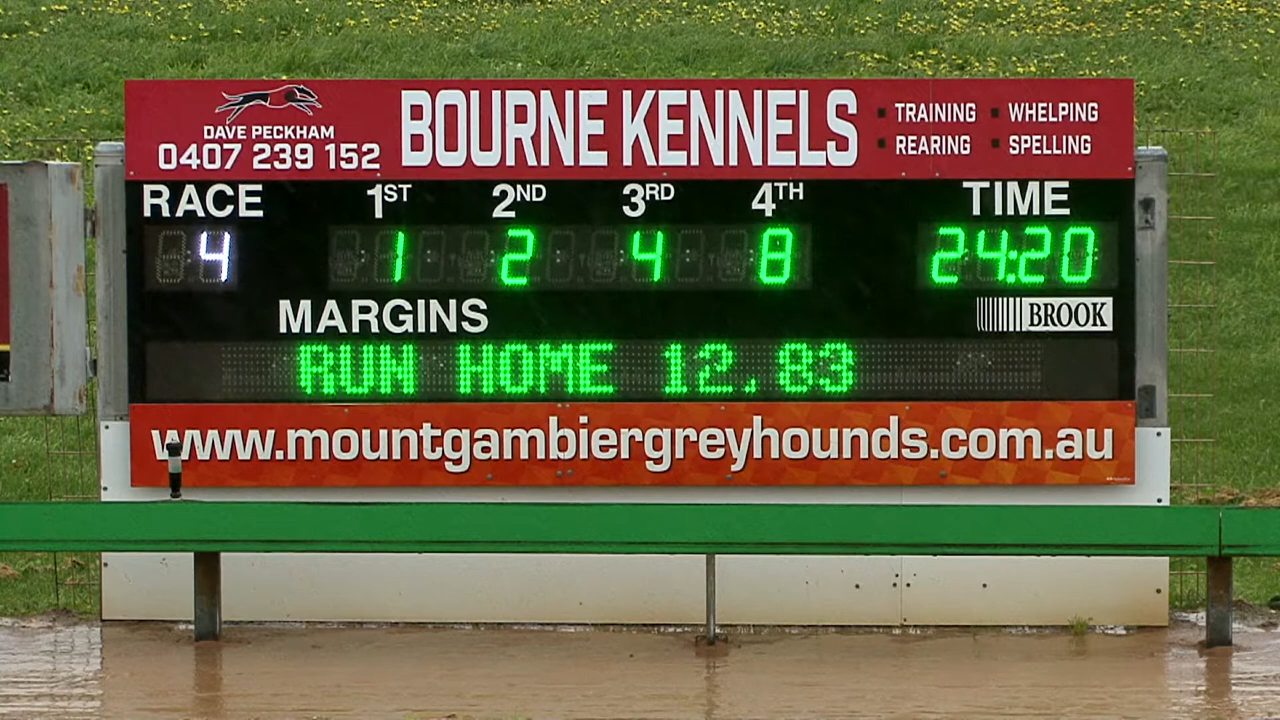 BOURNE KENNELS
DAVE PECKHAM
0407 239 152
▪ TRAINING ▪ WHELPING
▪ REARING ▪ SPELLING
RACE 1ST 2ND 3RD 4TH TIME
4 1 2 4 8 24:20
MARGINS
BROOK
RUN HOME 12.83
www.mountgambiergreyhounds.com.au